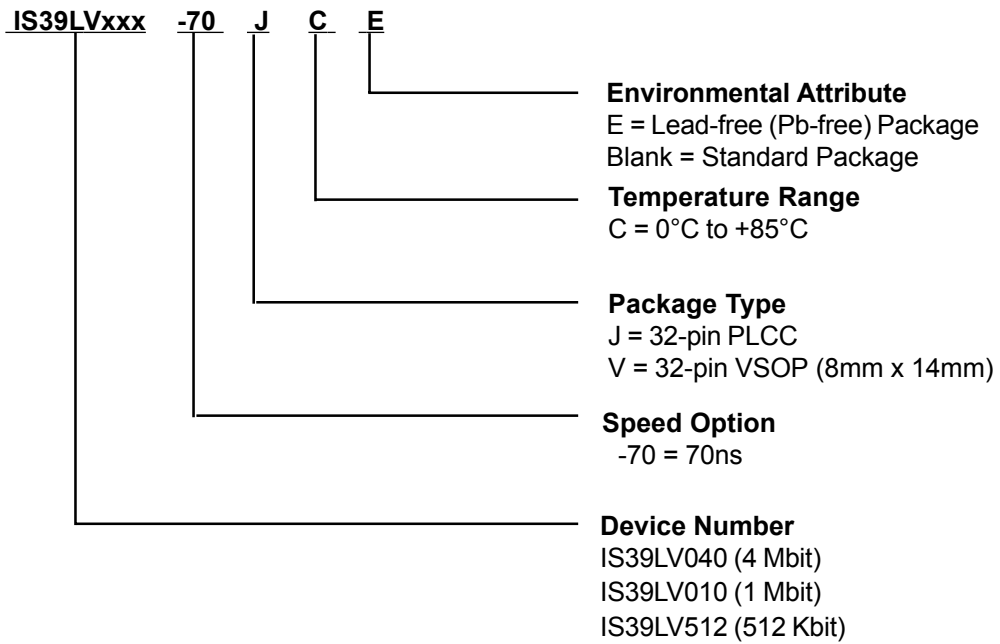 IS39LVxxx -70 J C E
Environmental Attribute
E = Lead-free (Pb-free) Package
Blank = Standard Package
Temperature Range
C = 0°C to +85°C
Package Type
J = 32-pin PLCC
V = 32-pin VSOP (8mm x 14mm)
Speed Option
-70 = 70ns
Device Number
IS39LV040 (4 Mbit)
IS39LV010 (1 Mbit)
IS39LV512 (512 Kbit)